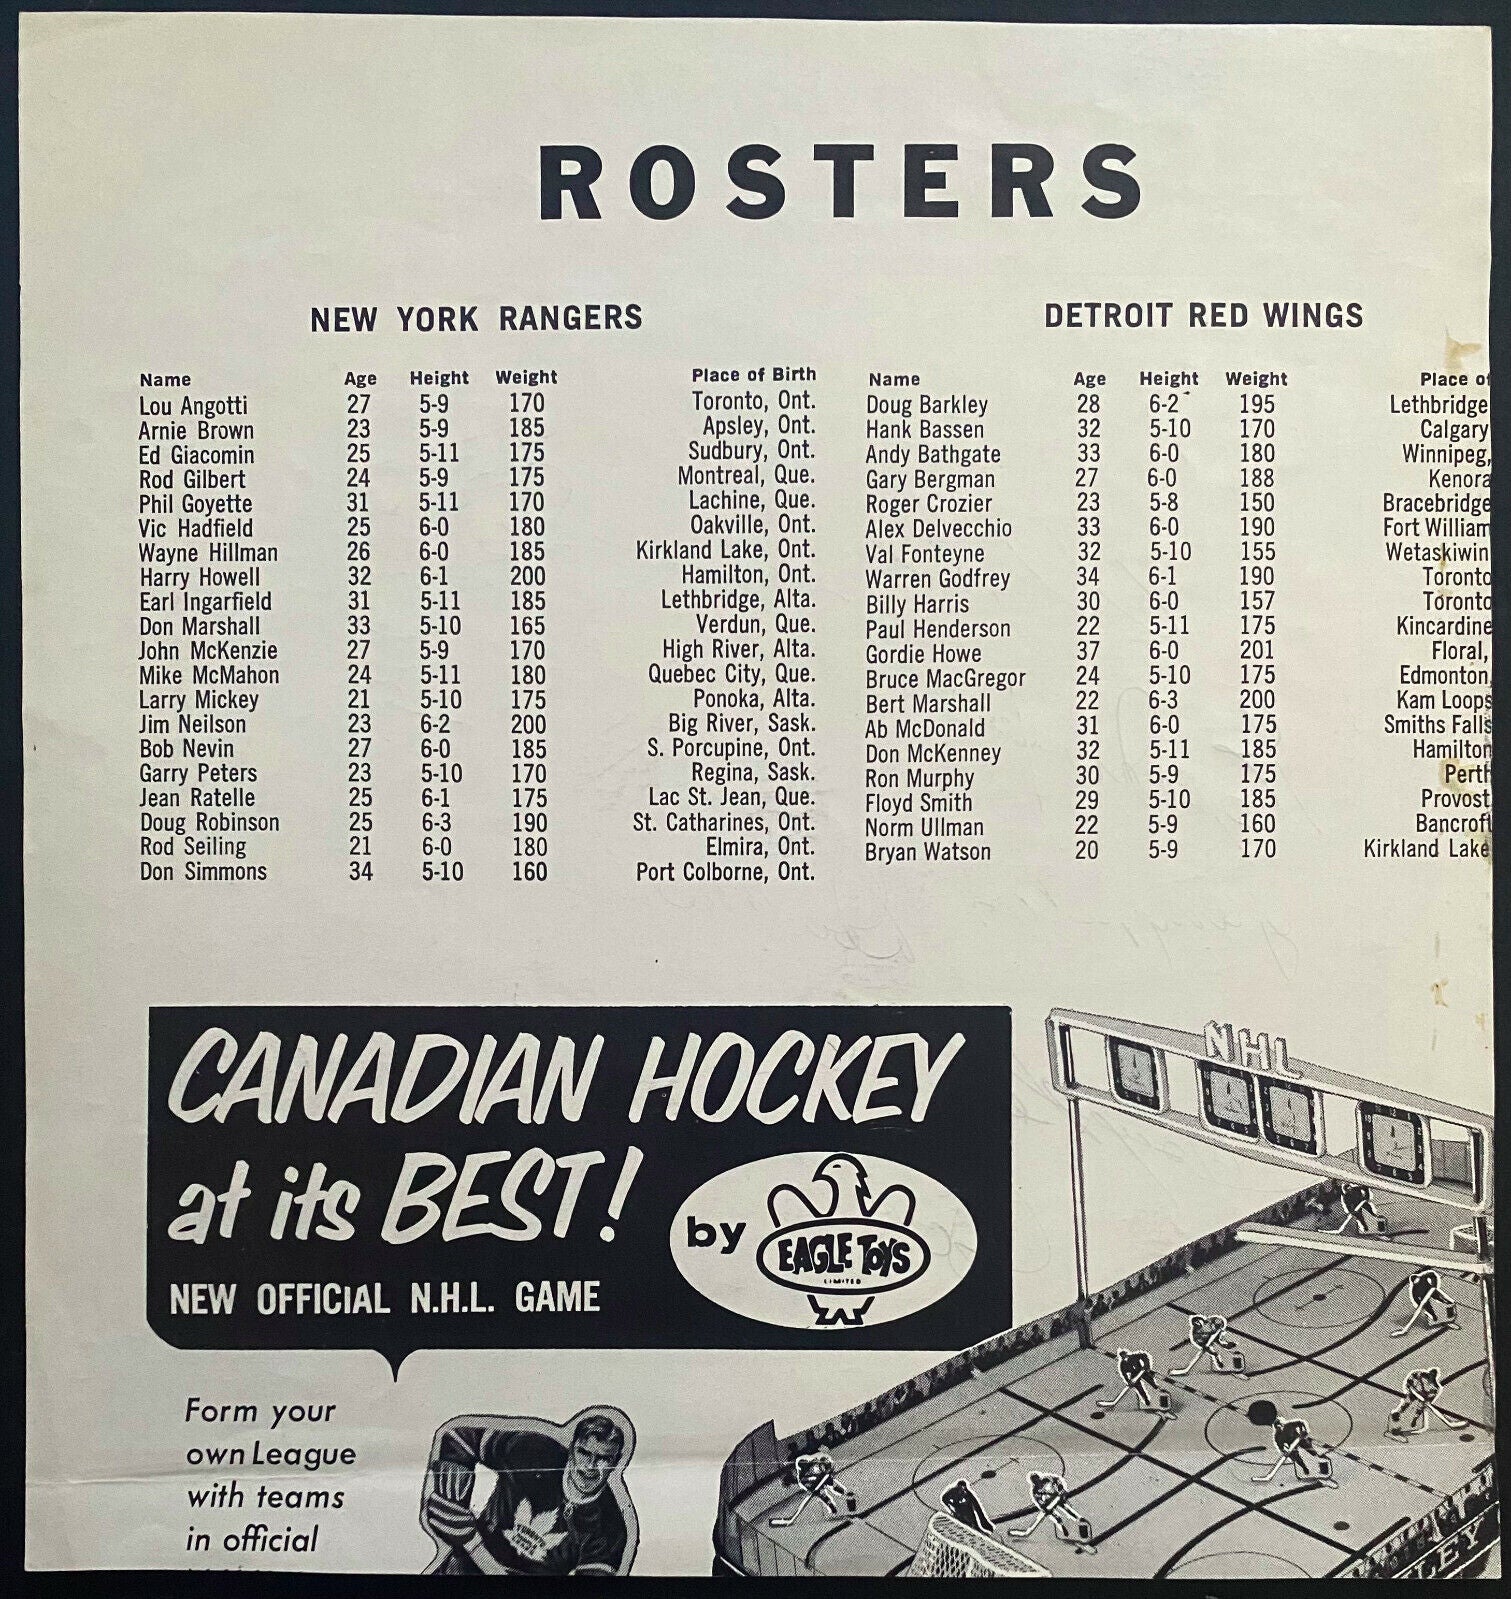 ROSTERS
NEW YORK RANGERS
Name Age Height Weight Place of Birth
Lou Angotti 27 5-9 170 Toronto, Ont.
Arnie Brown 23 5-9 185 Apsley, Ont.
Ed Giacomin 25 5-11 175 Sudbury, Ont.
Rod Gilbert 24 5-9 175 Montreal, Que.
Phil Goyette 31 5-11 170 Lachine, Que.
Vic Hadfield 25 6-0 180 Oakville, Ont.
Wayne Hillman 26 6-0 185 Kirkland Lake, Ont.
Harry Howell 32 6-1 200 Hamilton, Ont.
Earl Ingarfield 31 5-11 185 Lethbridge, Alta.
Don Marshall 33 5-10 165 Verdun, Que.
John McKenzie 27 5-9 170 High River, Alta.
Mike McMahon 24 5-11 180 Quebec City, Que.
Larry Mickey 21 5-10 175 Ponoka, Alta.
Jim Neilson 23 6-2 200 Big River, Sask.
Bob Nevin 27 6-0 185 S. Porcupine, Ont.
Garry Peters 23 5-10 170 Regina, Sask.
Jean Ratelle 25 6-1 175 Lac St. Jean, Que.
Doug Robinson 25 6-3 190 St. Catharines, Ont.
Rod Seiling 21 6-0 180 Elmira, Ont.
Don Simmons 34 5-10 160 Port Colborne, Ont.
DETROIT RED WINGS
Name Age Height Weight Place of
Doug Barkley 28 6-2 195 Lethbridge
Hank Bassen 32 5-10 170 Calgary
Andy Bathgate 33 6-0 180 Winnipeg,
Gary Bergman 27 6-0 188 Kenora
Roger Crozier 23 5-8 150 Bracebridge
Alex Delvecchio 33 6-0 190 Fort William
Val Fonteyne 32 5-10 155 Wetaskiwin
Warren Godfrey 34 6-1 190 Toronto
Billy Harris 30 6-0 157 Toronto
Paul Henderson 22 5-11 175 Kincardine
Gordie Howe 37 6-0 201 Floral,
Bruce MacGregor 24 5-10 175 Edmonton,
Bert Marshall 22 6-3 200 Kam Loops
Ab McDonald 31 6-0 175 Smiths Falls
Don McKenney 32 5-11 185 Hamilton
Ron Murphy 30 5-9 175 Perth
Floyd Smith 29 5-10 185 Provost
Norm Ullman 22 5-9 160 Bancroft
Bryan Watson 20 5-9 170 Kirkland Lake
CANADIAN HOCKEY
at its BEST!
by
EAGLE TOYS
LIMITED
NEW OFFICIAL N.H.L. GAME
NHL
Form your
own League
with teams
in official
TORONTO
LEY